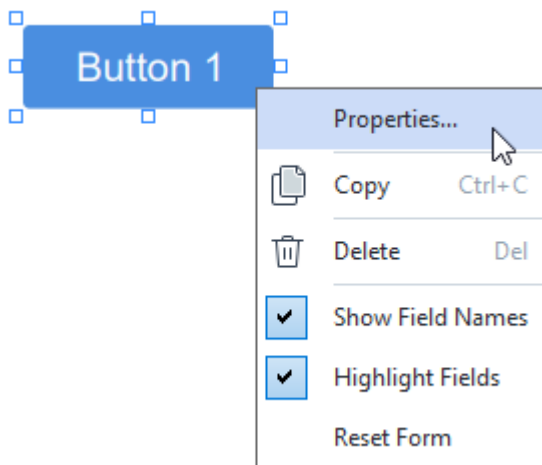 Button 1
Properties...
Copy Ctrl+C
Delete Del
Show Field Names
Highlight Fields
Reset Form